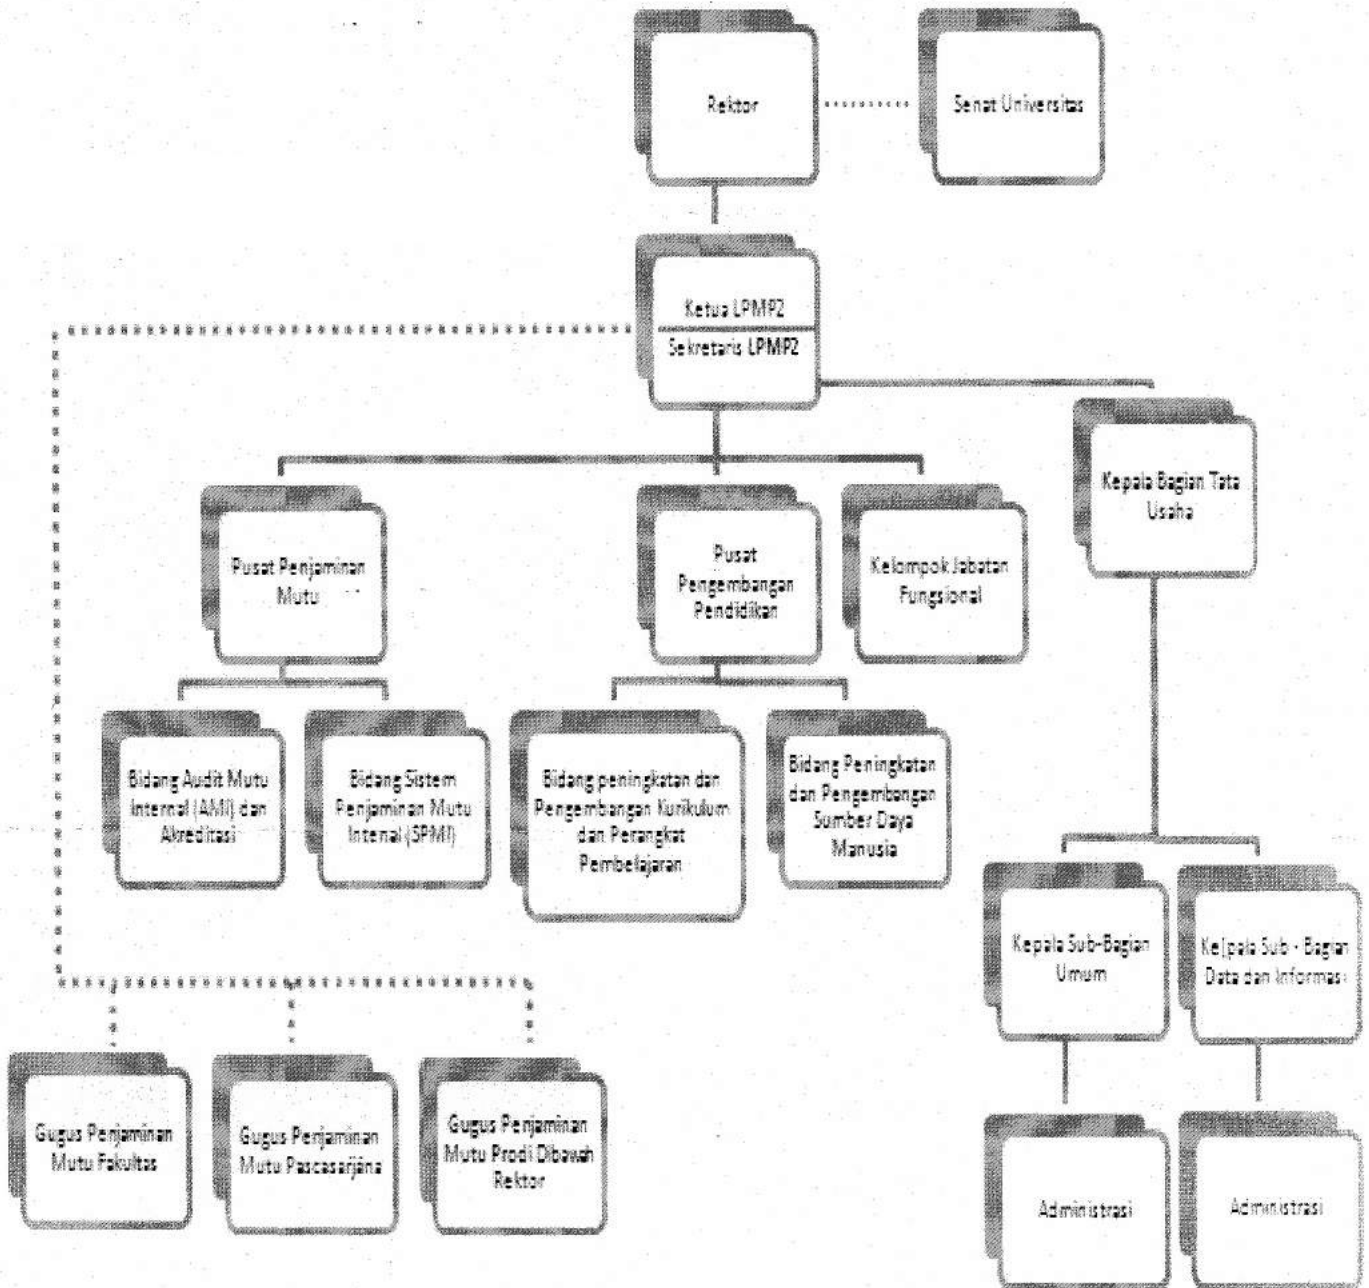 Rektor
Senat Universitas
Ketua LPMP2
Sekretaris LPMP2
Kepala Bagian Tata
Usaha
Pusat Penjaminan
Mutu
Pusat
Pengembangan
Pendidikan
Kelompok Jabatan
Fungsional
Bidang Audit Mutu
Internal (AMI) dan
Akreditasi
Bidang Sistem
Penjaminan Mutu
Intenal (SPMI)
Bidang peningkatan dan
Pengembangan Kurikulum
dan Perangkat
Pembelajaran
Bidang Peningkatan
dan Pengembangan
Sumber Daya
Manusia
Kepala Sub-Bagian
Umum
Ke[pala Sub - Bagian
Data dan Informasi
Gugus Penjaminan
Mutu Fakultas
Gugus Penjaminan
Mutu Pascasarjana
Gugus Penjaminan
Mutu Prodi Dibawah
Rektor
Administrasi
Administrasi